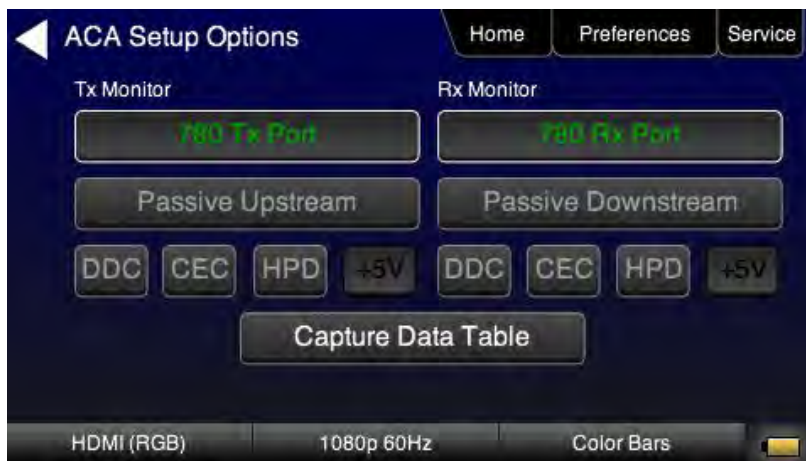 ACA Setup Options Home Preferences Service
Tx Monitor Rx Monitor
780 Tx Port 780 Rx Port
Passive Upstream Passive Downstream
DDC CEC HPD +5V DDC CEC HPD +5V
Capture Data Table
HDMI (RGB) 1080p 60Hz Color Bars